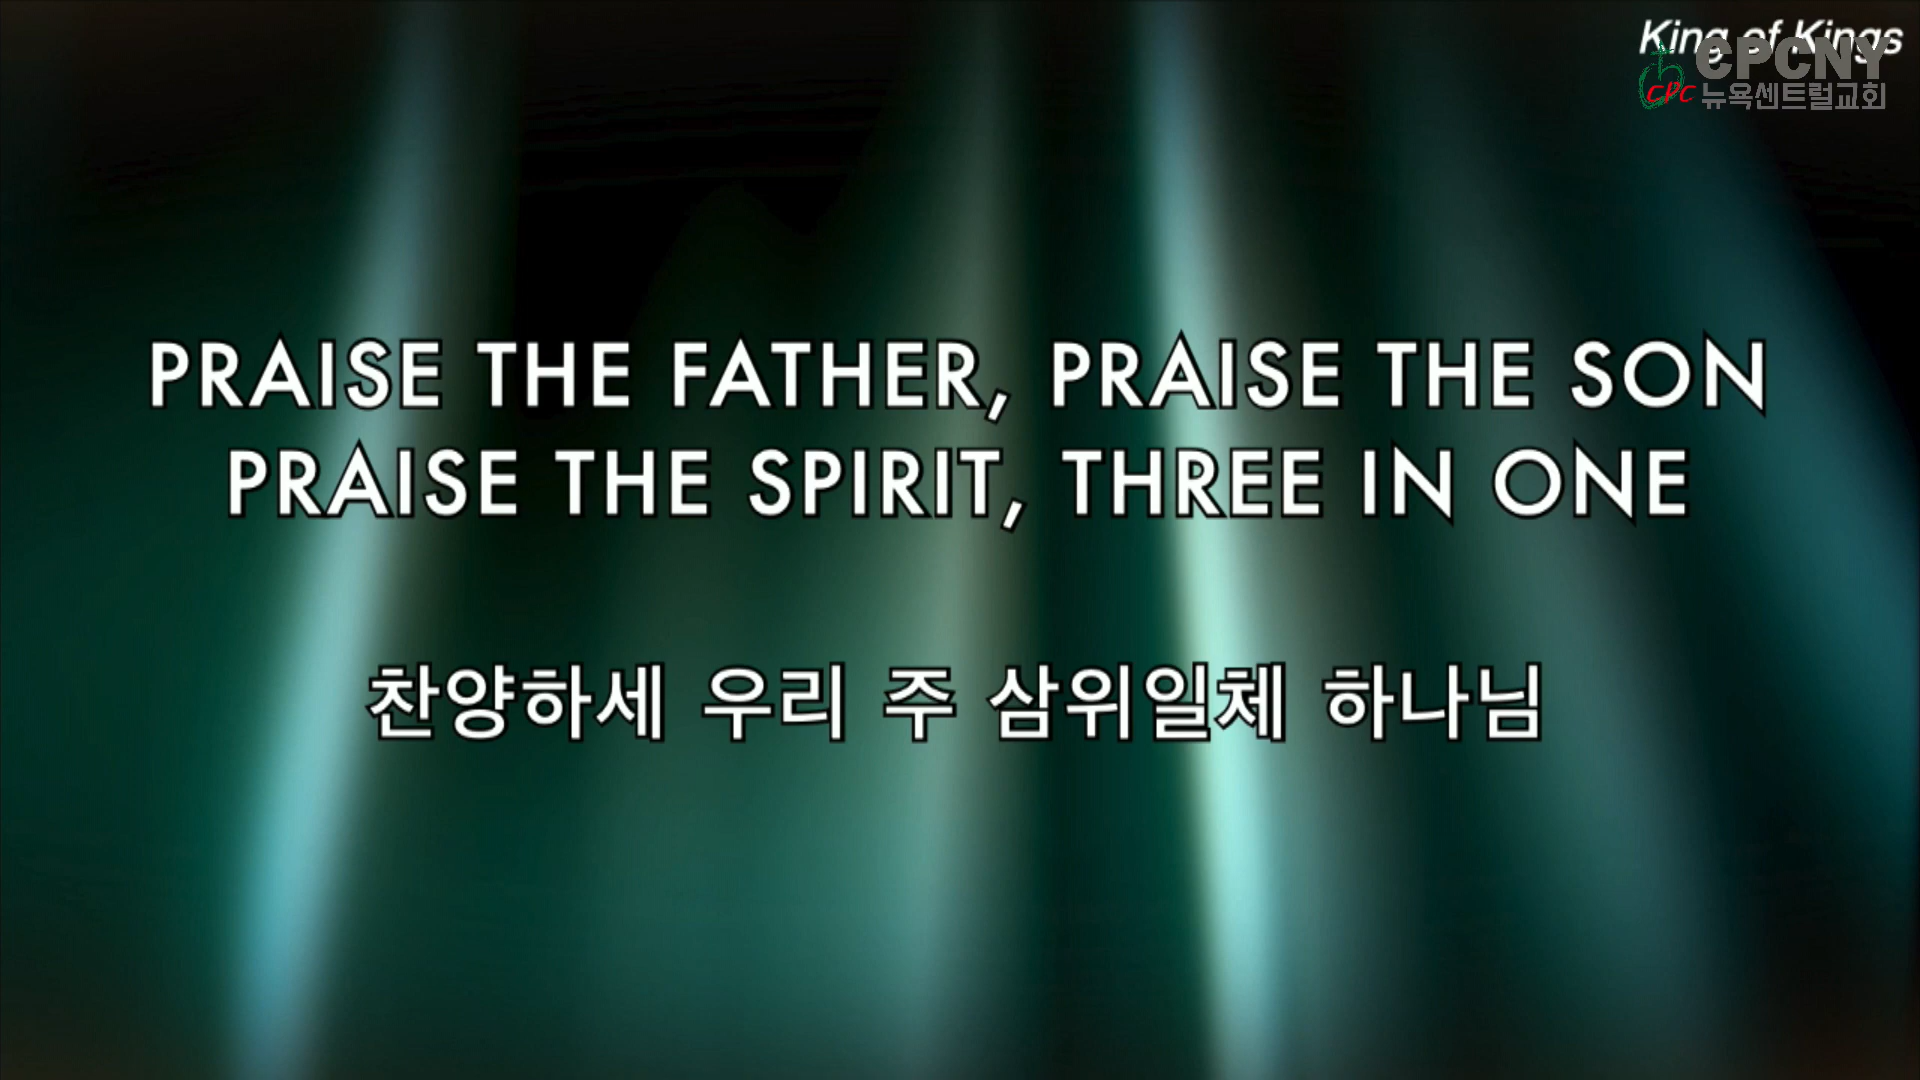 King of Kings
CPCNY
CPC 뉴욕센트럴교회
PRAISE THE FATHER, PRAISE THE SON
PRAISE THE SPIRIT, THREE IN ONE
찬양하세 우리 주 삼위일체 하나님